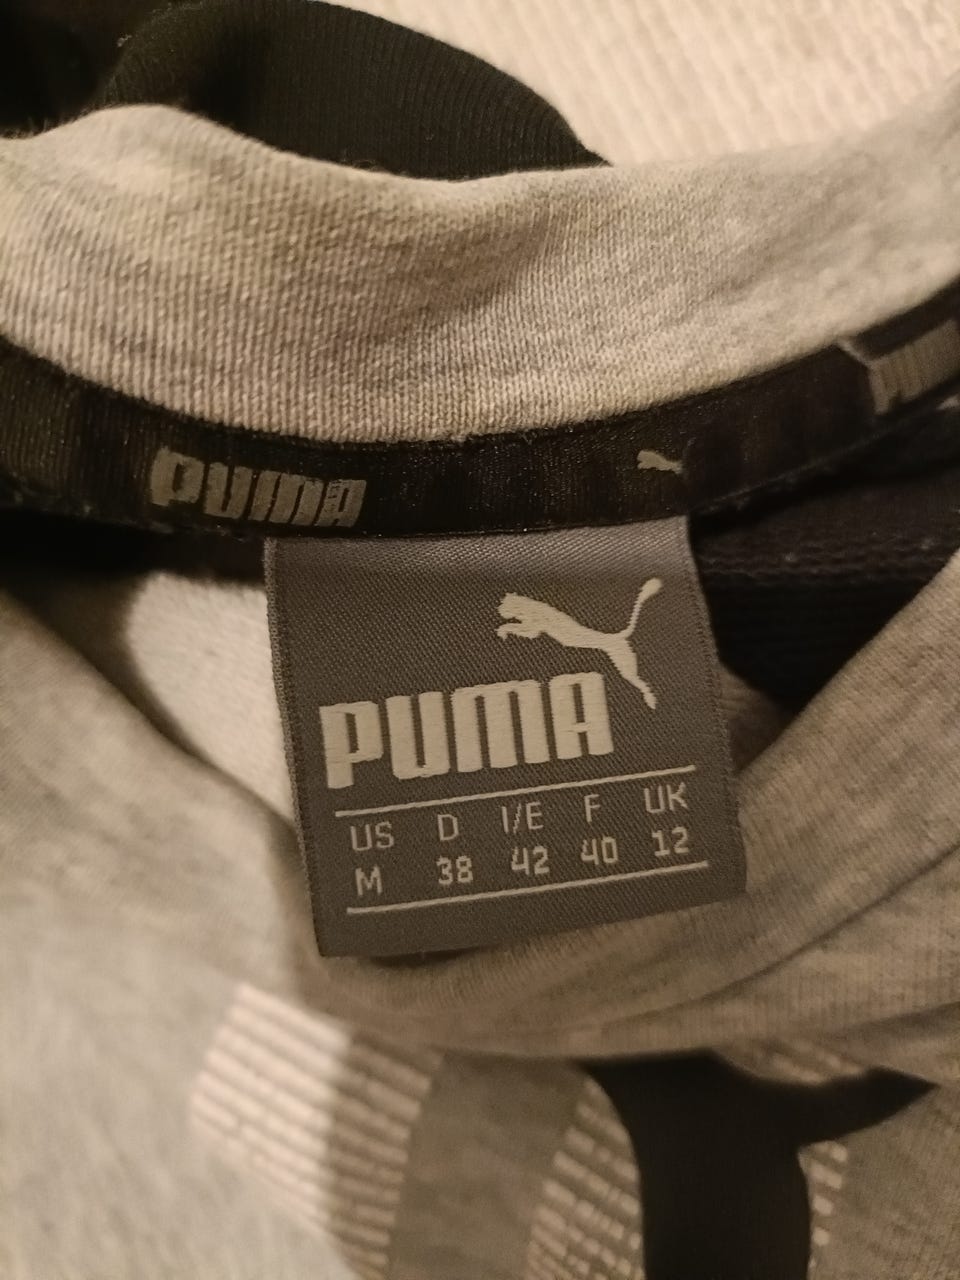 PUMA
PUMA
US D I/E F UK
M 38 42 40 12